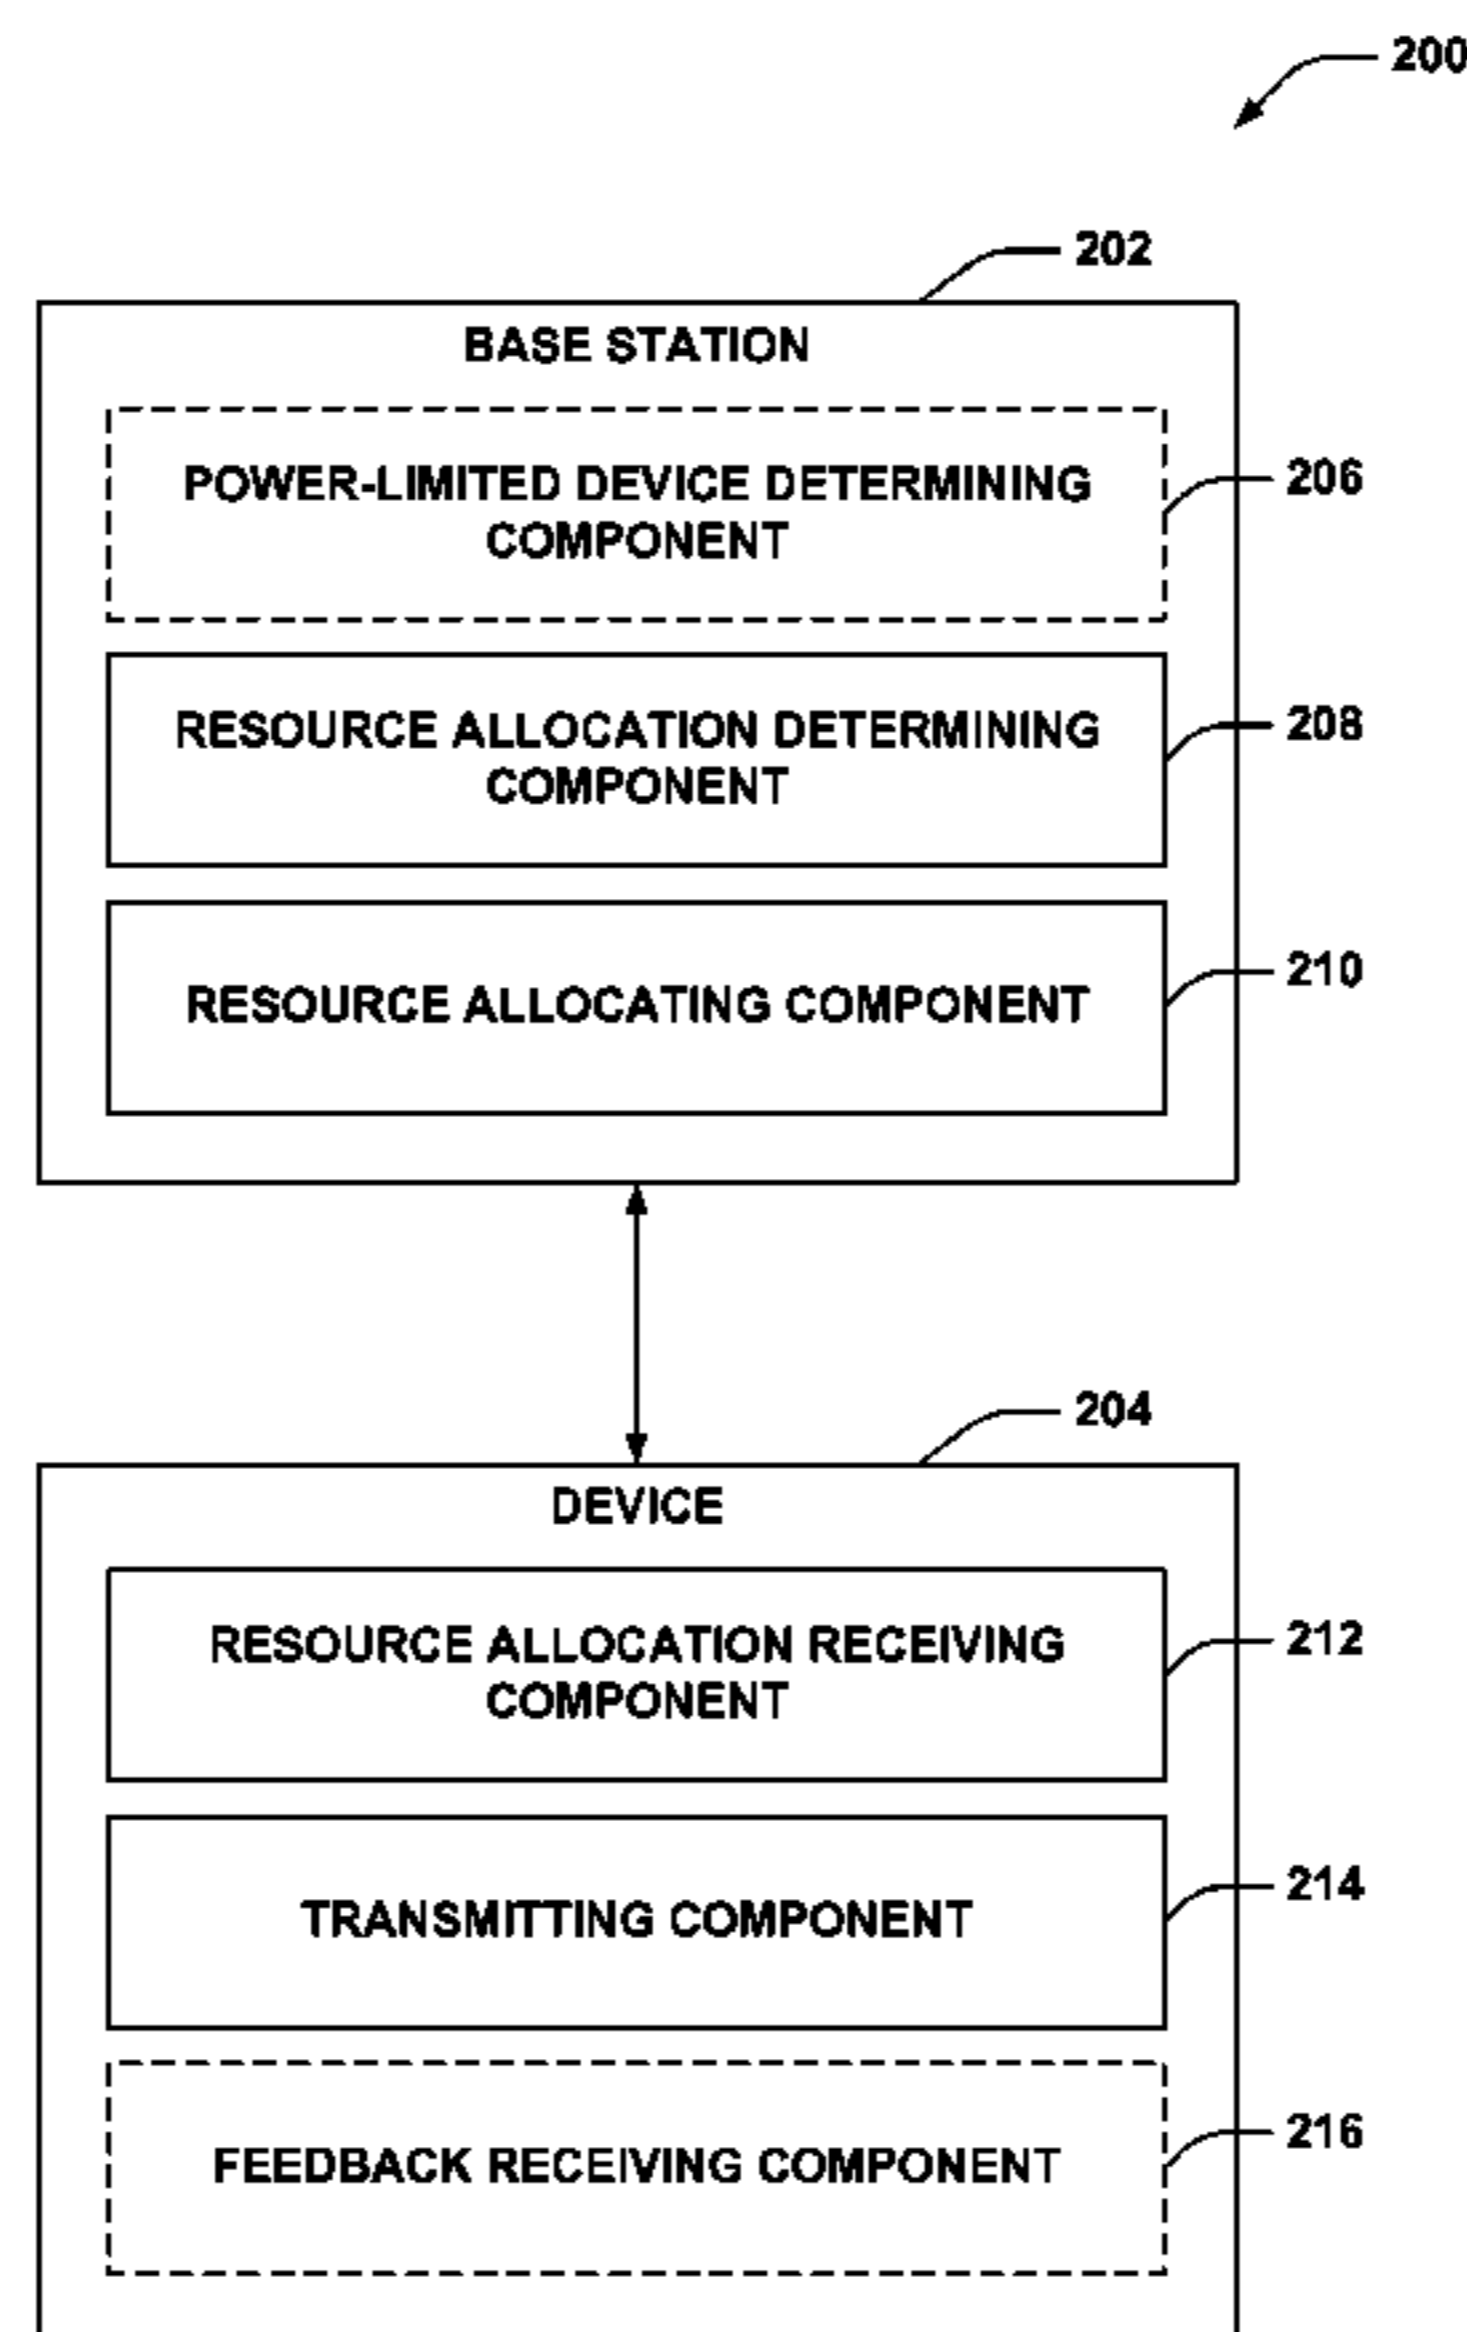 200
202
BASE STATION
POWER-LIMITED DEVICE DETERMINING
COMPONENT
206
RESOURCE ALLOCATION DETERMINING
COMPONENT
208
RESOURCE ALLOCATING COMPONENT
210
204
DEVICE
RESOURCE ALLOCATION RECEIVING
COMPONENT
212
TRANSMITTING COMPONENT
214
FEEDBACK RECEIVING COMPONENT
216